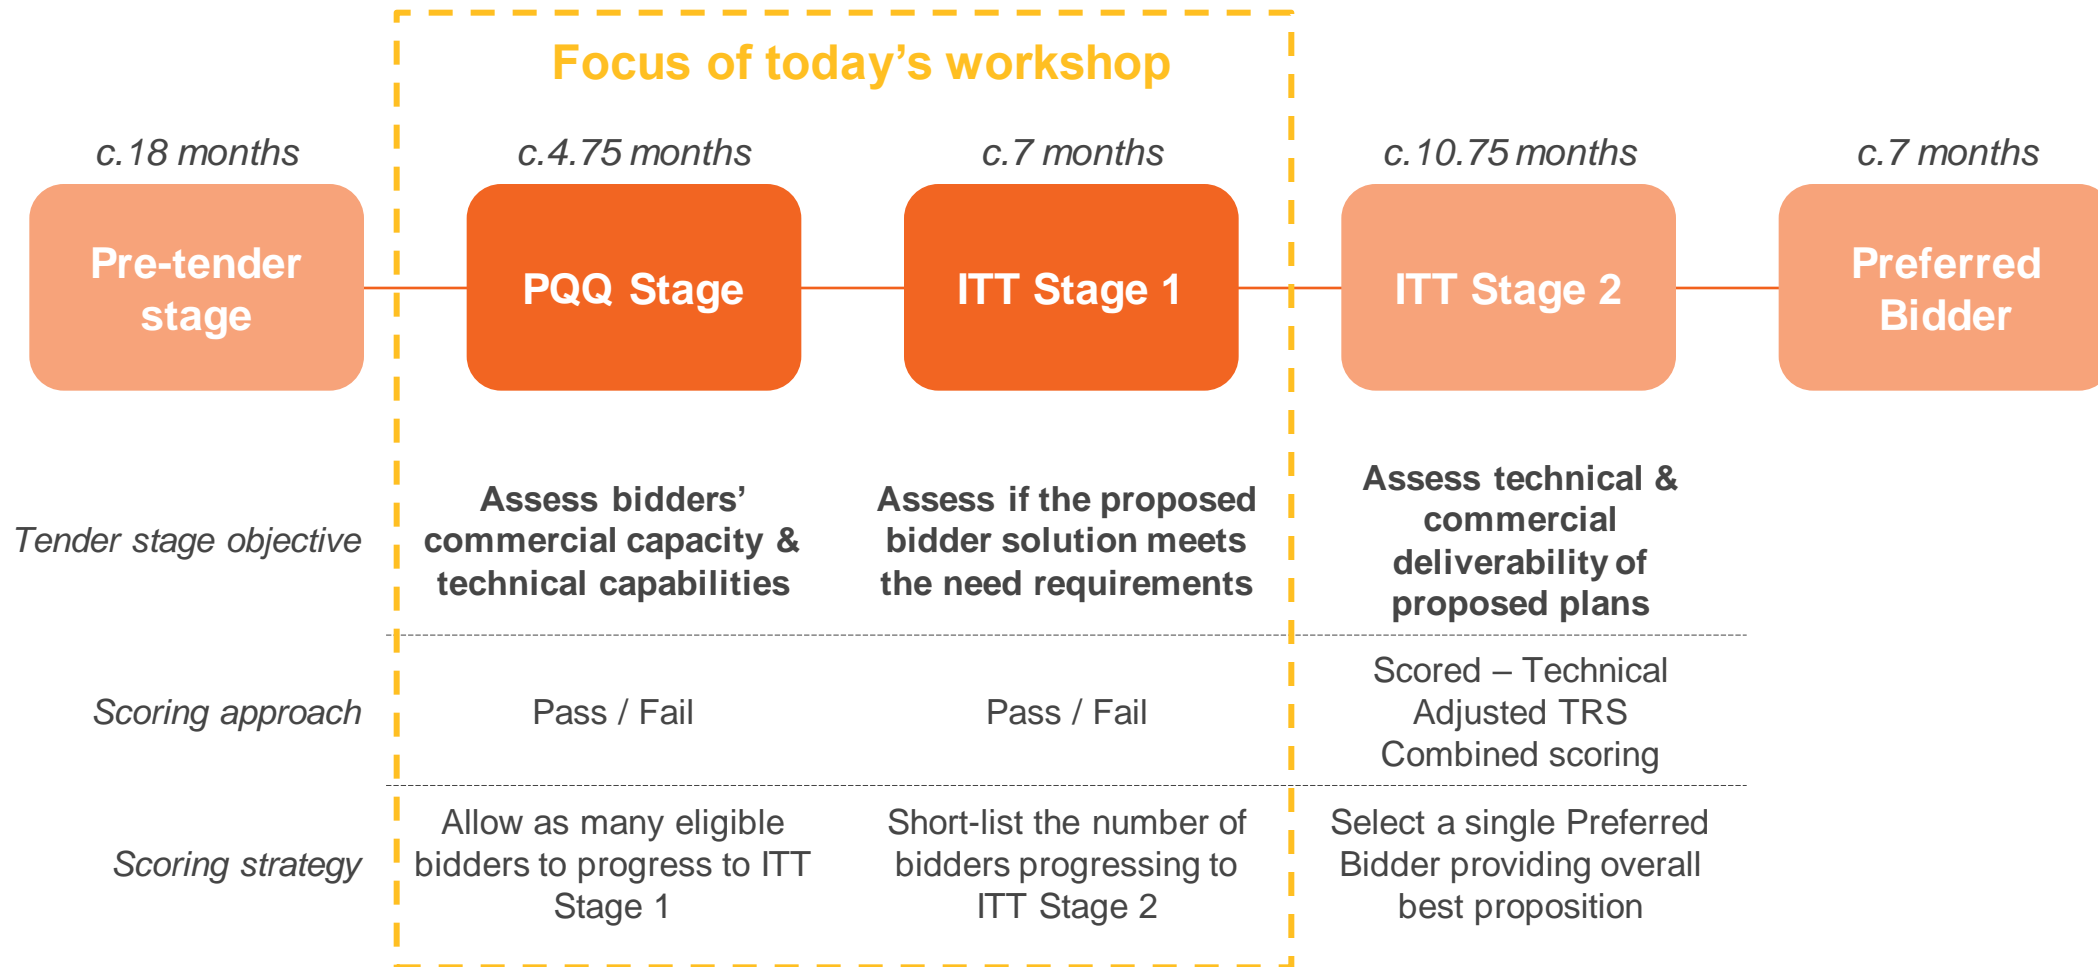 Focus of today’s workshop
c.18 months
c.4.75 months
c.7 months
c.10.75 months
c.7 months
Pre-tender
stage
PQQ Stage
ITT Stage 1
ITT Stage 2
Preferred
Bidder
Tender stage objective
Assess bidders’
commercial capacity &
technical capabilities
Assess if the proposed
bidder solution meets
the need requirements
Assess technical &
commercial
deliverability of
proposed plans
Scoring approach
Pass / Fail
Pass / Fail
Scored – Technical
Adjusted TRS
Combined scoring
Scoring strategy
Allow as many eligible
bidders to progress to ITT
Stage 1
Short-list the number of
bidders progressing to
ITT Stage 2
Select a single Preferred
Bidder providing overall
best proposition